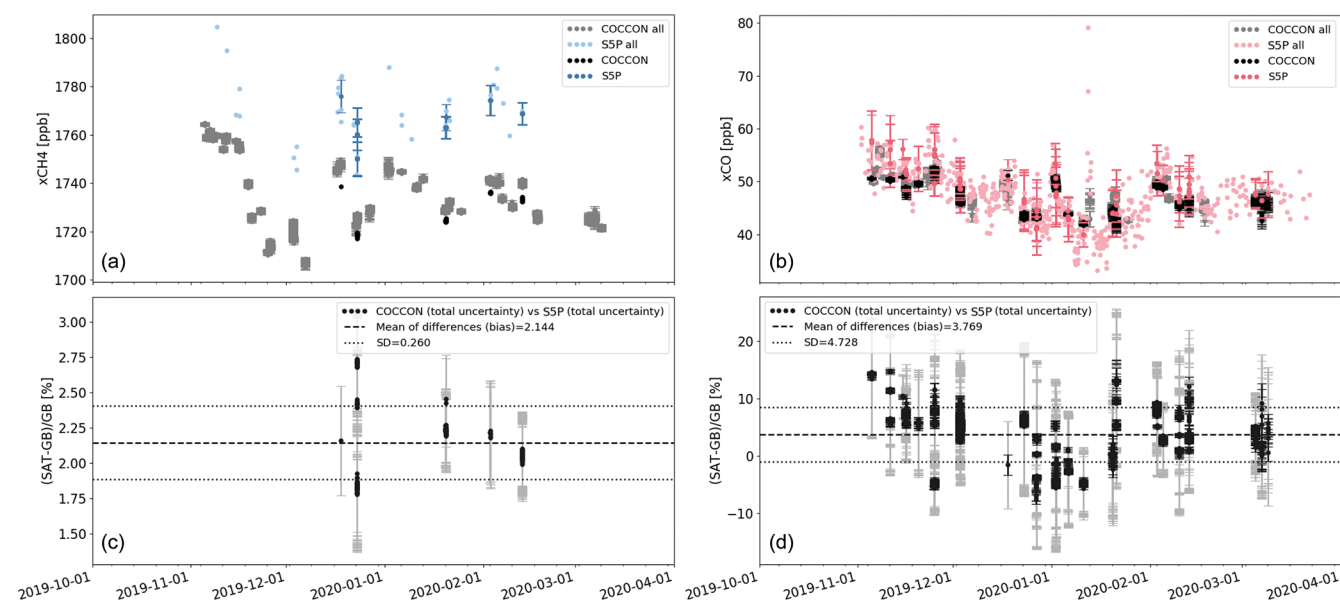 1800
1780
1760
1740
1720
1700
xCH4 [ppb]
COCCON all
S5P all
COCCON
S5P
(a)
80
70
60
50
40
xCO [ppb]
COCCON all
S5P all
COCCON
S5P
(b)
3.00
2.75
2.50
2.25
2.00
1.75
1.50
(SAT-GB)/GB [%]
COCCON (total uncertainty) vs S5P (total uncertainty)
Mean of differences (bias)=2.144
SD=0.260
(c)
2019-10-01
2019-11-01
2019-12-01
2020-01-01
2020-02-01
2020-03-01
2020-04-01
20
10
0
−10
(SAT-GB)/GB [%]
COCCON (total uncertainty) vs S5P (total uncertainty)
Mean of differences (bias)=3.769
SD=4.728
(d)
2019-10-01
2019-11-01
2019-12-01
2020-01-01
2020-02-01
2020-03-01
2020-04-01